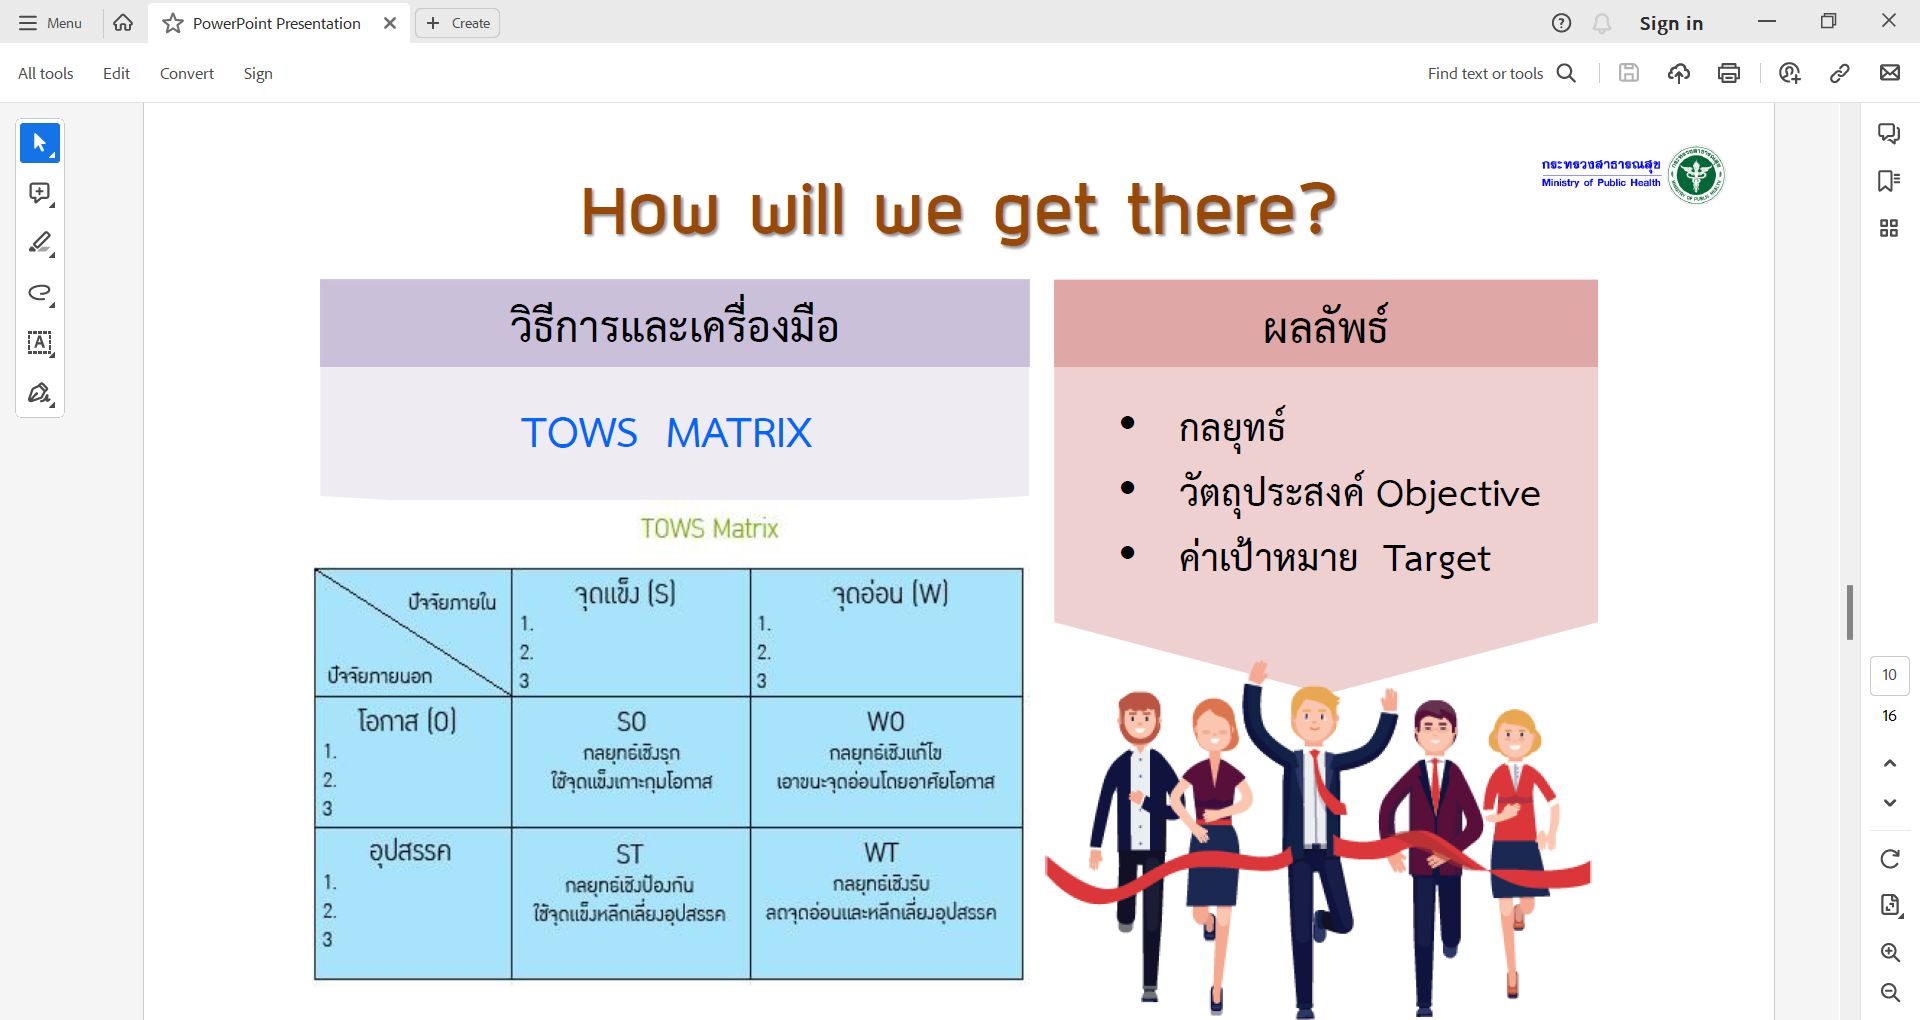 Menu
PowerPoint Presentation
Create
Sign in
All tools
Edit
Convert
Sign
Find text or tools
กระทรวงสาธารณสุข
Ministry of Public Health
How will we get there?
วิธีการและเครื่องมือ
TOWS MATRIX
ผลลัพธ์
• กลยุทธ์
• วัตถุประสงค์ Objective
• ค่าเป้าหมาย Target
TOWS Matrix
ปัจจัยภายใน
ปัจจัยภายนอก
จุดแข็ง (S)
1.
2.
3
จุดอ่อน (W)
1.
2.
3
โอกาส (O)
1.
2.
3
SO
กลยุทธ์เชิงรุก
ใช้จุดแข็งเกาะกุมโอกาส
WO
กลยุทธ์เชิงแก้ไข
เอาชนะจุดอ่อนโดยอาศัยโอกาส
อุปสรรค
1.
2.
3
ST
กลยุทธ์เชิงป้องกัน
ใช้จุดแข็งหลีกเลี่ยงอุปสรรค
WT
กลยุทธ์เชิงรับ
ลดจุดอ่อนและหลีกเลี่ยงอุปสรรค
10
16